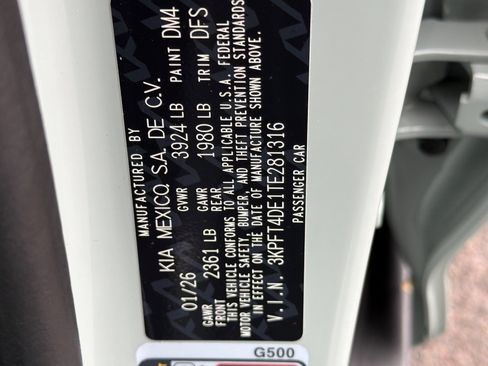 MANUFACTURED BY
KIA MEXICO, S.A. DE C.V.
01/26 GVWR 3924 LB PAINT DM4
GAWR FRONT 2361 LB GAWR REAR 1980 LB TRIM DFS
THIS VEHICLE CONFORMS TO ALL APPLICABLE U.S.A. FEDERAL
MOTOR VEHICLE SAFETY, BUMPER, AND THEFT PREVENTION STANDARDS
IN EFFECT ON THE DATE OF MANUFACTURE SHOWN ABOVE.
V.I.N. 3KPFT4DE1TE281316
PASSENGER CAR
G500